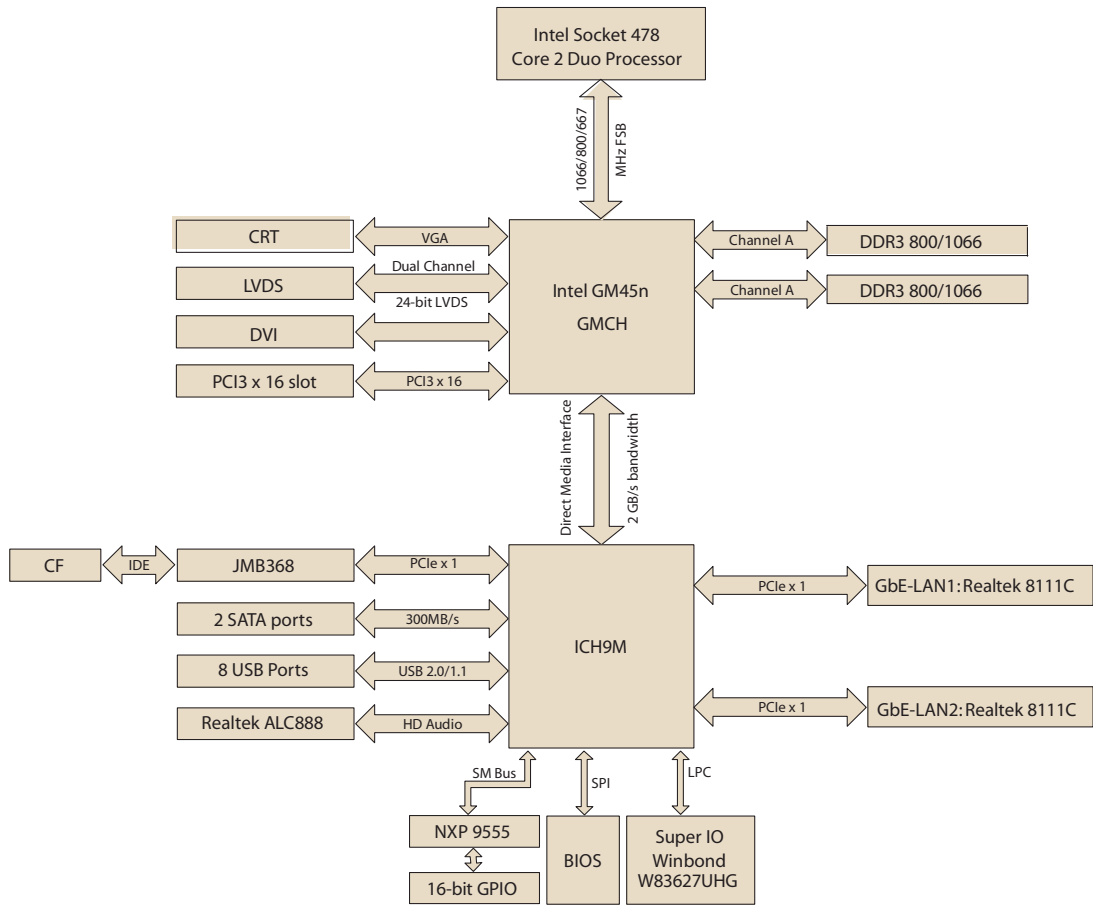 Intel Socket 478
Core 2 Duo Processor
1066/800/667
MHz FSB
CRT
VGA
LVDS
Dual Channel
24-bit LVDS
DVI
PCI3 x 16 slot
PCI3 x 16
Intel GM45n
GMCH
Channel A
DDR3 800/1066
Channel A
DDR3 800/1066
Direct Media Interface
2 GB/s bandwidth
CF
IDE
JMB368
PCIe x 1
2 SATA ports
300MB/s
8 USB Ports
USB 2.0/1.1
Realtek ALC888
HD Audio
ICH9M
PCIe x 1
GbE-LAN1: Realtek 8111C
PCIe x 1
GbE-LAN2: Realtek 8111C
SM Bus
SPI
LPC
NXP 9555
16-bit GPIO
BIOS
Super IO
Winbond
W83627UHG